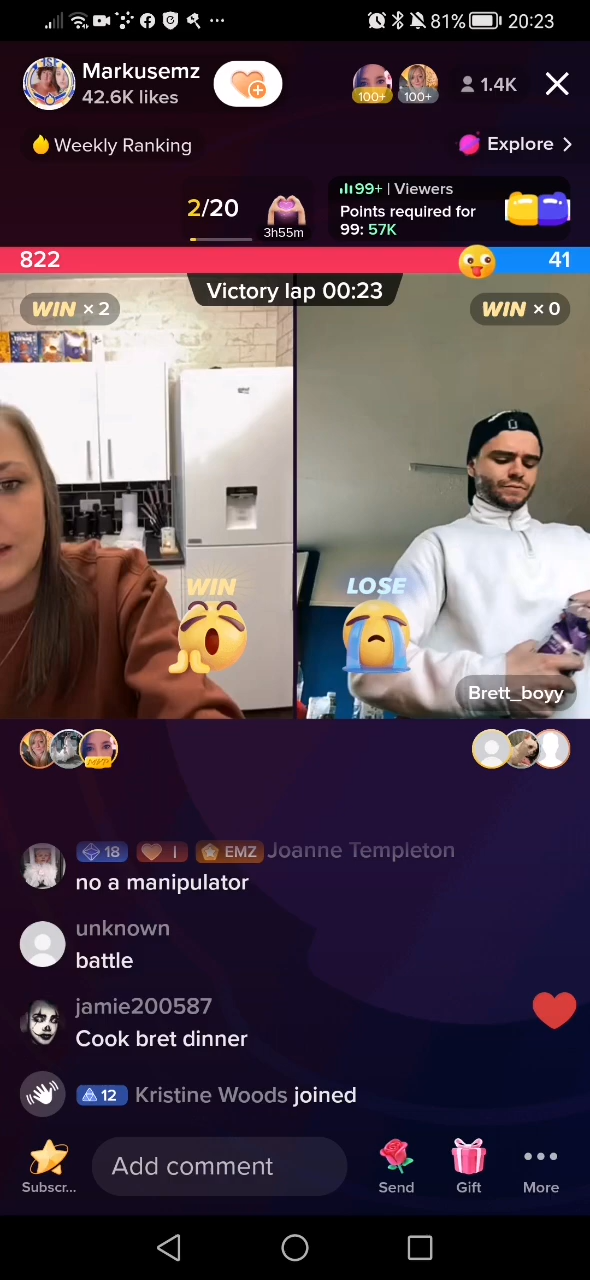 81% 20:23
Markusemz
42.6K likes
100+ 100+ 1.4K
Weekly Ranking
Explore
2/20
3h55m
99+ | Viewers
Points required for
99: 57K
822
41
Victory lap 00:23
WIN × 2
WIN × 0
WIN
LOSE
Brett_boyy
18 I EMZ Joanne Templeton
no a manipulator
unknown
battle
jamie200587
Cook bret dinner
12 Kristine Woods joined
Add comment
Subscr...
Send
Gift
More